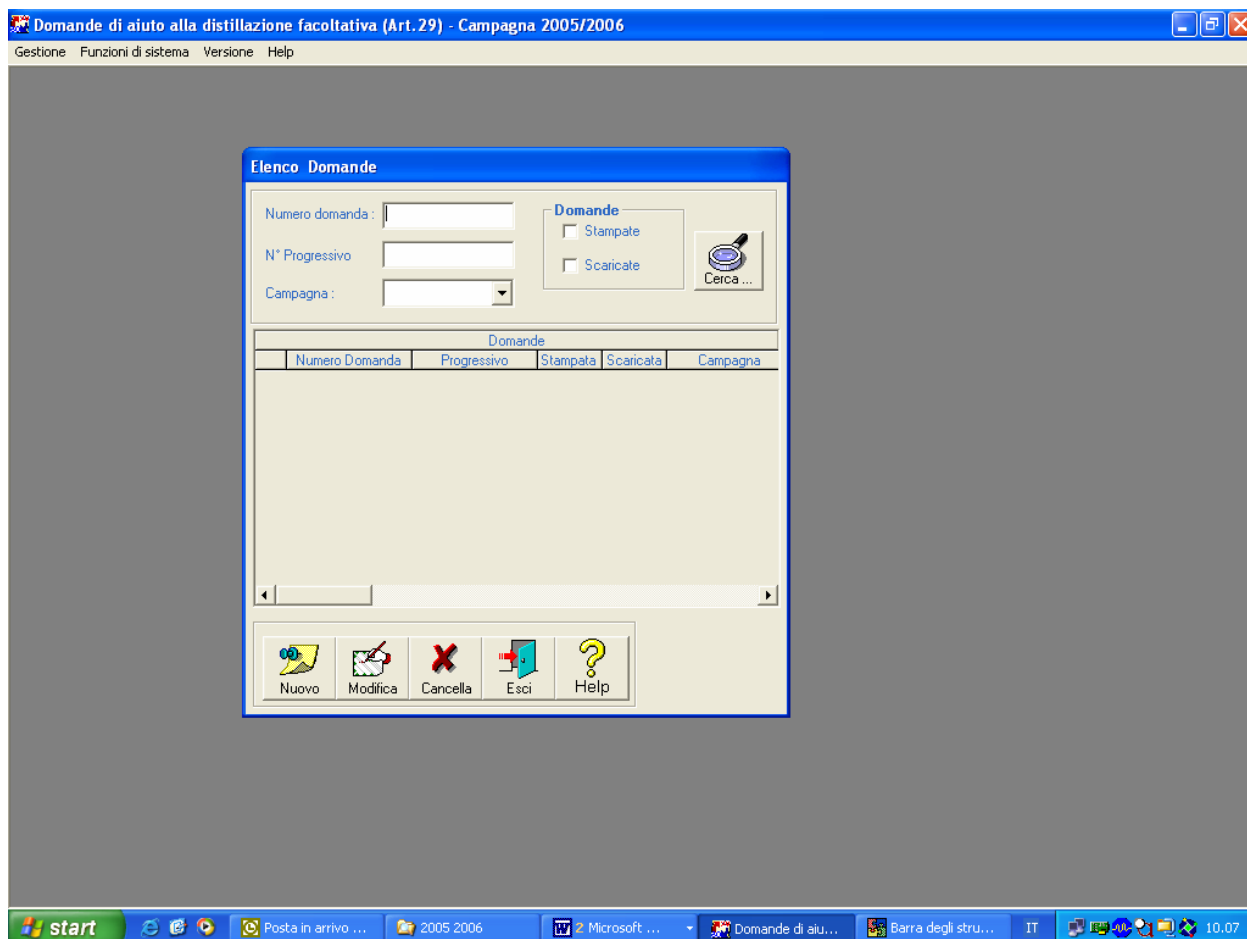 Domande di aiuto alla distillazione facoltativa (Art.29) - Campagna 2005/2006
Gestione Funzioni di sistema Versione Help
Elenco Domande
Numero domanda :
N° Progressivo
Campagna :
Domande
Stampate
Scaricate
Cerca ...
Domande
Numero Domanda Progressivo Stampata Scaricata Campagna
Nuovo Modifica Cancella Esci Help
start Posta in arrivo ... 2005 2006 2 Microsoft ... Domande di aiu... Barra degli stru... IT 10.07